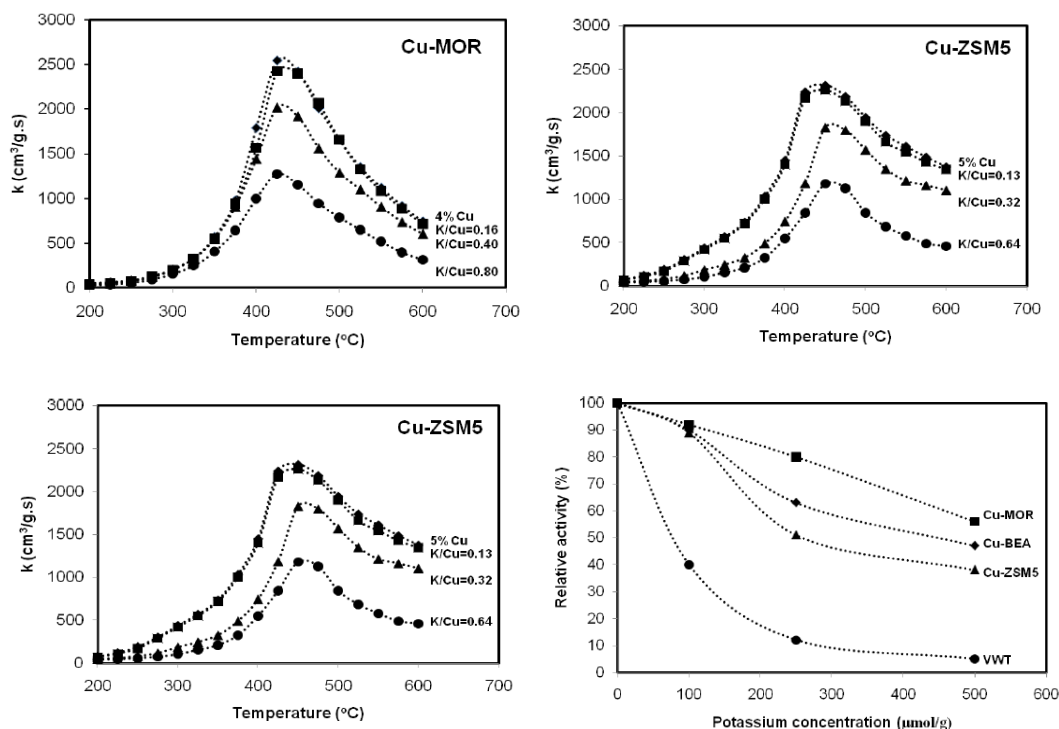 Cu-MOR
3000
2500
2000
1500
1000
500
0
k (cm³/g.s)
4% Cu
K/Cu=0.16
K/Cu=0.40
K/Cu=0.80
200 300 400 500 600 700
Temperature (°C)
Cu-ZSM5
3000
2500
2000
1500
1000
500
0
k (cm³/g.s)
5% Cu
K/Cu=0.13
K/Cu=0.32
K/Cu=0.64
200 300 400 500 600 700
Temperature (°C)
Cu-ZSM5
3000
2500
2000
1500
1000
500
0
k (cm³/g.s)
5% Cu
K/Cu=0.13
K/Cu=0.32
K/Cu=0.64
200 300 400 500 600 700
Temperature (°C)
100
90
80
70
60
50
40
30
20
10
0
Relative activity (%)
Cu-MOR
Cu-BEA
Cu-ZSM5
VWT
0 100 200 300 400 500 600
Potassium concentration (µmol/g)